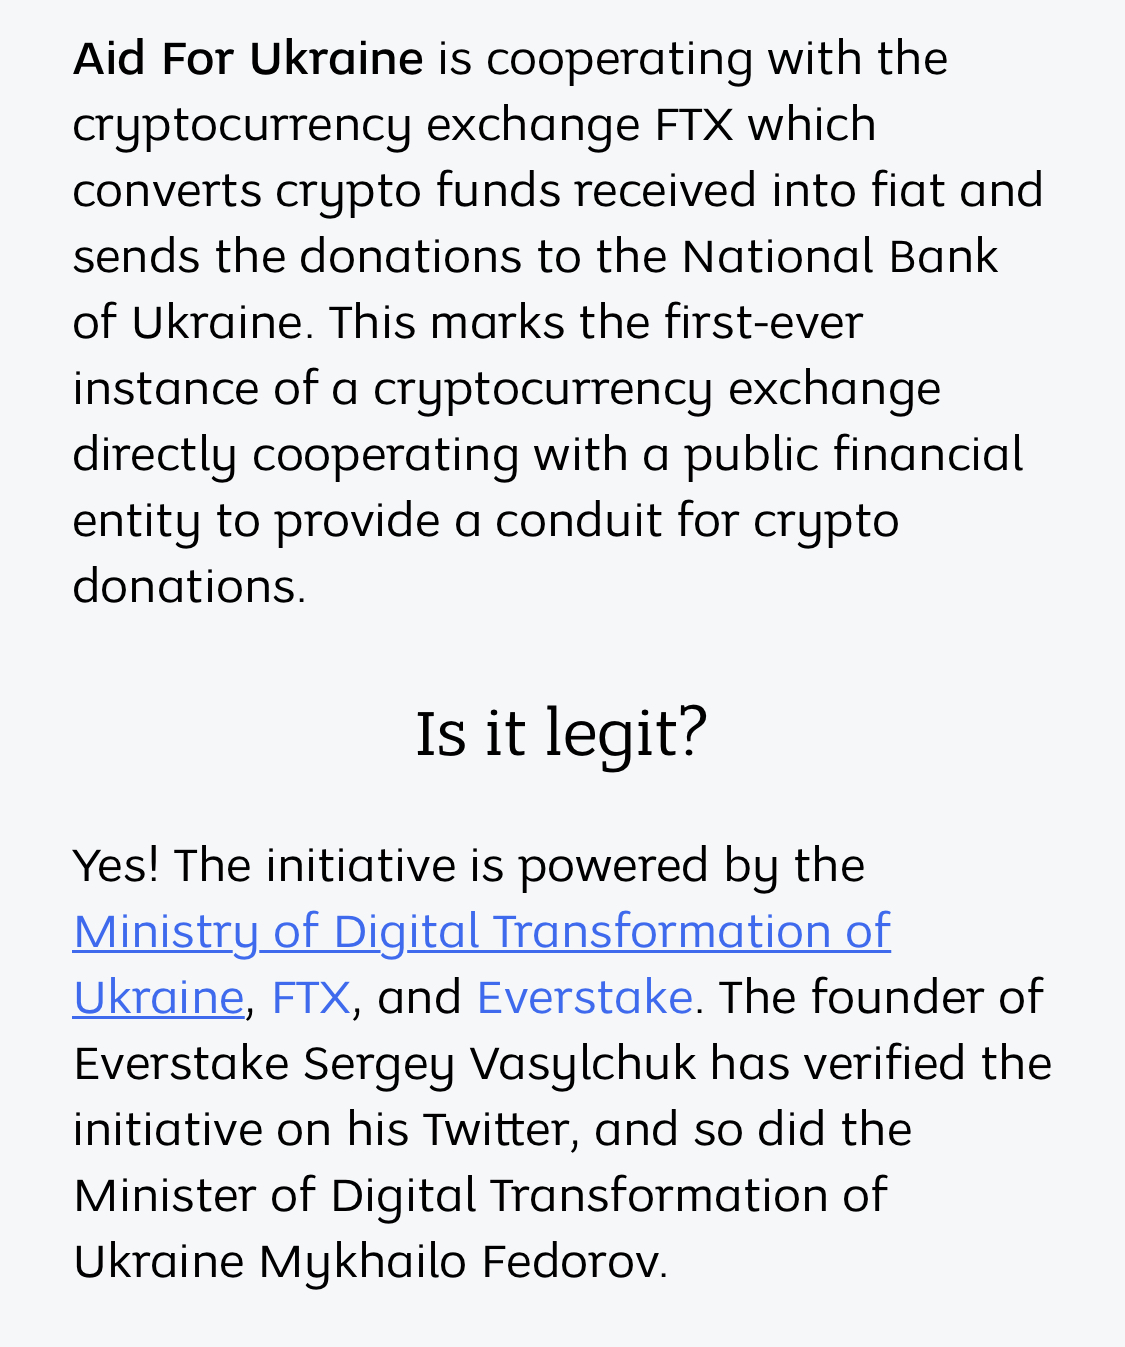 Aid For Ukraine is cooperating with the
cryptocurrency exchange FTX which
converts crypto funds received into fiat and
sends the donations to the National Bank
of Ukraine. This marks the first-ever
instance of a cryptocurrency exchange
directly cooperating with a public financial
entity to provide a conduit for crypto
donations.
Is it legit?
Yes! The initiative is powered by the
Ministry of Digital Transformation of
Ukraine, FTX, and Everstake. The founder of
Everstake Sergey Vasylchuk has verified the
initiative on his Twitter, and so did the
Minister of Digital Transformation of
Ukraine Mykhailo Fedorov.